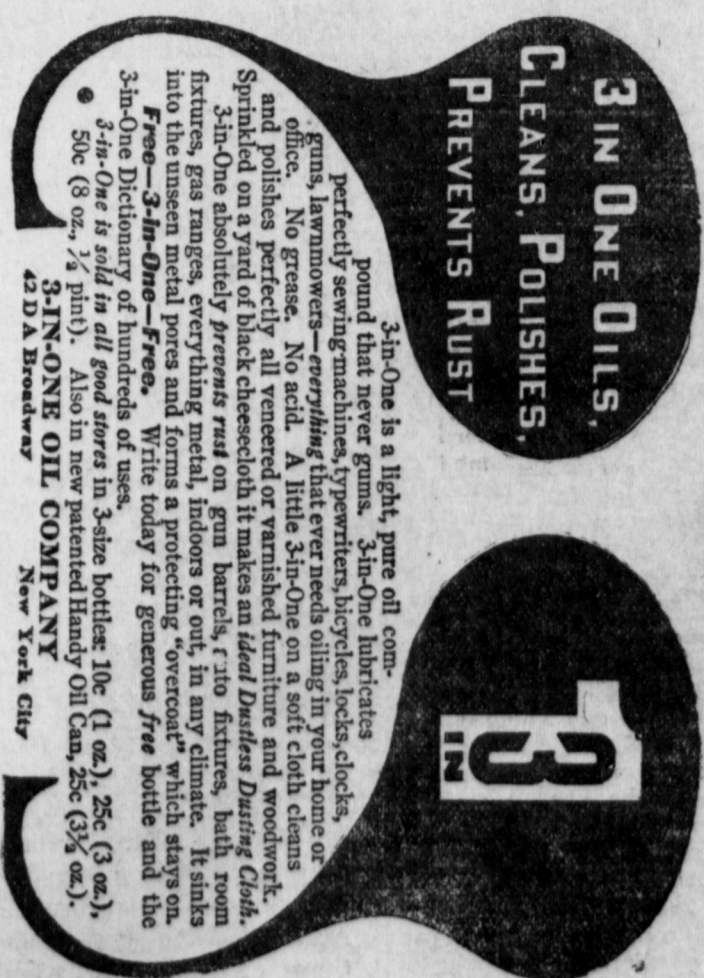 3 IN ONE OILS,
CLEANS, POLISHES,
PREVENTS RUST
3 IN 1
3-in-One is a light, pure oil com-
pound that never gums. 3-in-One lubricates
perfectly sewing-machines, typewriters, bicycles, locks, clocks,
guns, lawnmowers—everything that ever needs oiling in your home or
office. No grease. No acid. A little 3-in-One on a soft cloth cleans
and polishes perfectly all veneered or varnished furniture and woodwork.
Sprinkled on a yard of black cheesecloth it makes an ideal Dustless Dusting Cloth.
3-in-One absolutely prevents rust on gun barrels, auto fixtures, bath room
fixtures, gas ranges, everything metal, indoors or out, in any climate. It sinks
into the unseen metal pores and forms a protecting "overcoat" which stays on.
Free—3-in-One—Free. Write today for generous free bottle and the
3-in-One Dictionary of hundreds of uses.
3-in-One is sold in all good stores in 3-size bottles: 10c (1 oz.), 25c (3 oz.),
50c (8 oz., ½ pint). Also in new patented Handy Oil Can, 25c (3½ oz.).
3-IN-ONE OIL COMPANY
42 D A Broadway New York City